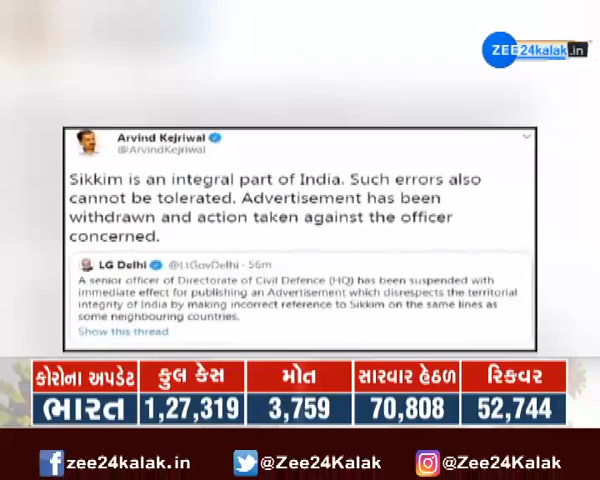 ZEE24kalak.in
Arvind Kejriwal
@ArvindKejriwal
Sikkim is an integral part of India. Such errors also
cannot be tolerated. Advertisement has been
withdrawn and action taken against the officer
concerned.
LG Delhi @LtGovDelhi · 56m
A senior officer of Directorate of Civil Defence (HQ) has been suspended with
immediate effect for publishing an Advertisement which disrespects the territorial
integrity of India by making incorrect reference to Sikkim on the same lines as
some neighbouring countries.
Show this thread
કોરોના અપડેટ કુલ કેસ મોત સારવાર હેઠળ રિકવર
ભારત 1,27,319 3,759 70,808 52,744
zee24kalak.in @Zee24Kalak @Zee24Kalak